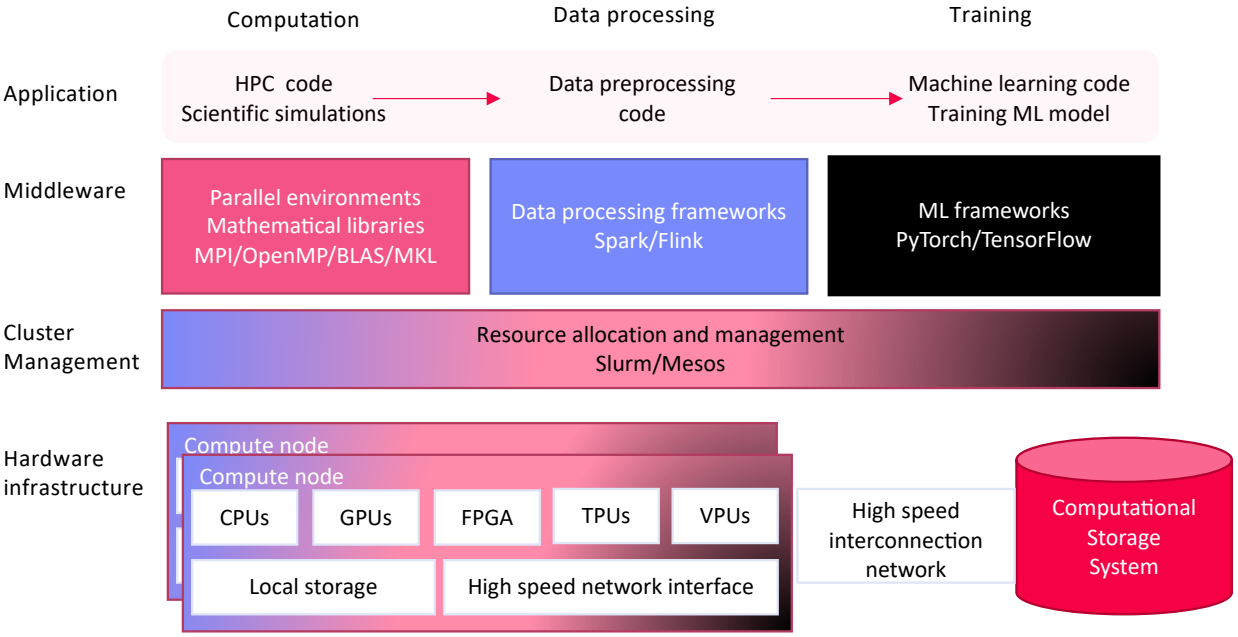 Computation
Data processing
Training
Application
HPC code
Scientific simulations
Data preprocessing
code
Machine learning code
Training ML model
Middleware
Parallel environments
Mathematical libraries
MPI/OpenMP/BLAS/MKL
Data processing frameworks
Spark/Flink
ML frameworks
PyTorch/TensorFlow
Cluster
Management
Resource allocation and management
Slurm/Mesos
Hardware
infrastructure
Compute node
Compute node
CPUs
GPUs
FPGA
TPUs
VPUs
Local storage
High speed network interface
High speed
interconnection
network
Computational
Storage
System